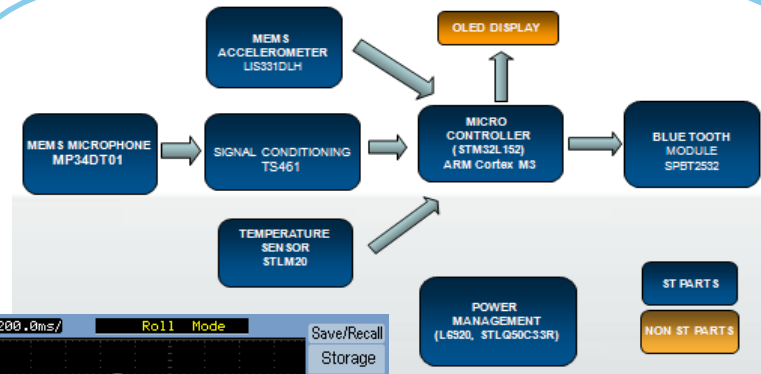 MEMS
ACCELEROMETER
LIS331DLH
OLED DISPLAY
MEMS MICROPHONE
MP34DT01
SIGNAL CONDITIONING
TS461
MICRO
CONTROLLER
(STM32L152)
ARM Cortex M3
BLUE TOOTH
MODULE
SPBT2532
TEMPERATURE
SENSOR
STLM20
POWER
MANAGEMENT
(L6920, STLQ50C33R)
ST PARTS
NON ST PARTS
200.0ms/
Roll Mode
Save/Recall
Storage